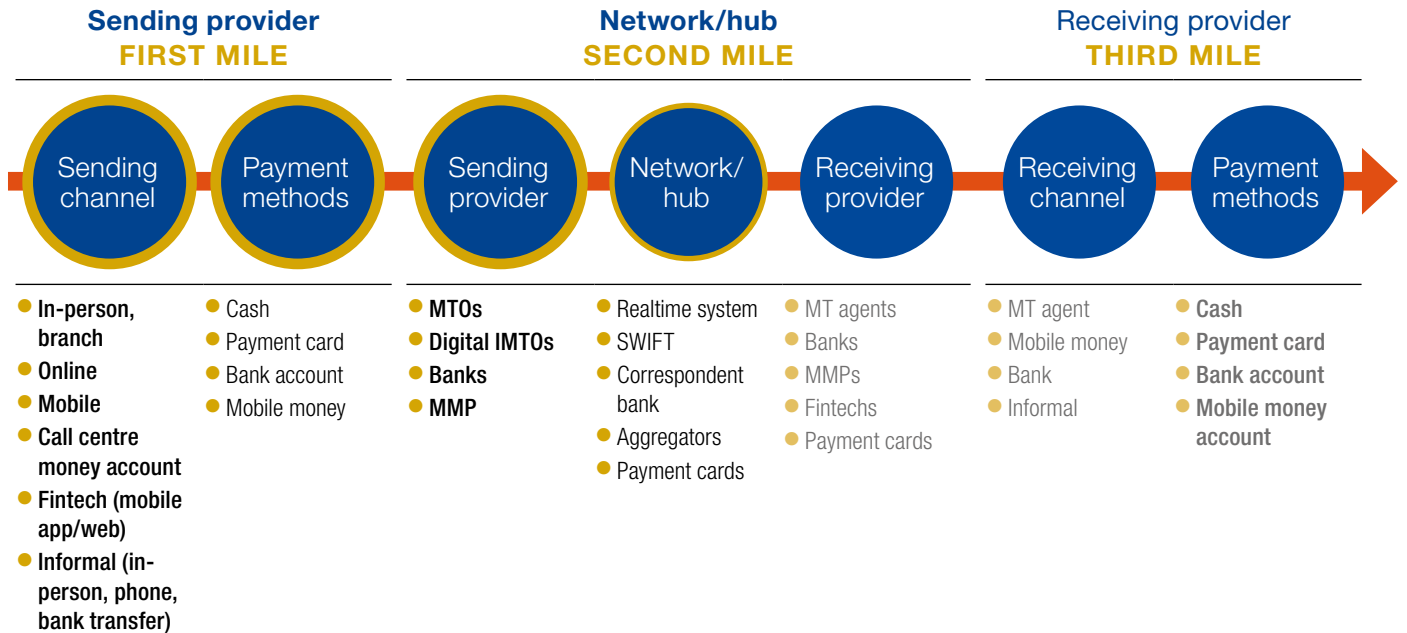 Sending provider
FIRST MILE
Network/hub
SECOND MILE
Receiving provider
THIRD MILE
Sending
channel
Payment
methods
Sending
provider
Network/
hub
Receiving
provider
Receiving
channel
Payment
methods
In-person,
branch
Online
Mobile
Call centre
money account
Fintech (mobile
app/web)
Informal (in-
person, phone,
bank transfer)
Cash
Payment card
Bank account
Mobile money
MTOs
Digital IMTOs
Banks
MMP
Realtime system
SWIFT
Correspondent
bank
Aggregators
Payment cards
MT agents
Banks
MMPs
Fintechs
Payment cards
MT agent
Mobile money
Bank
Informal
Cash
Payment card
Bank account
Mobile money
account